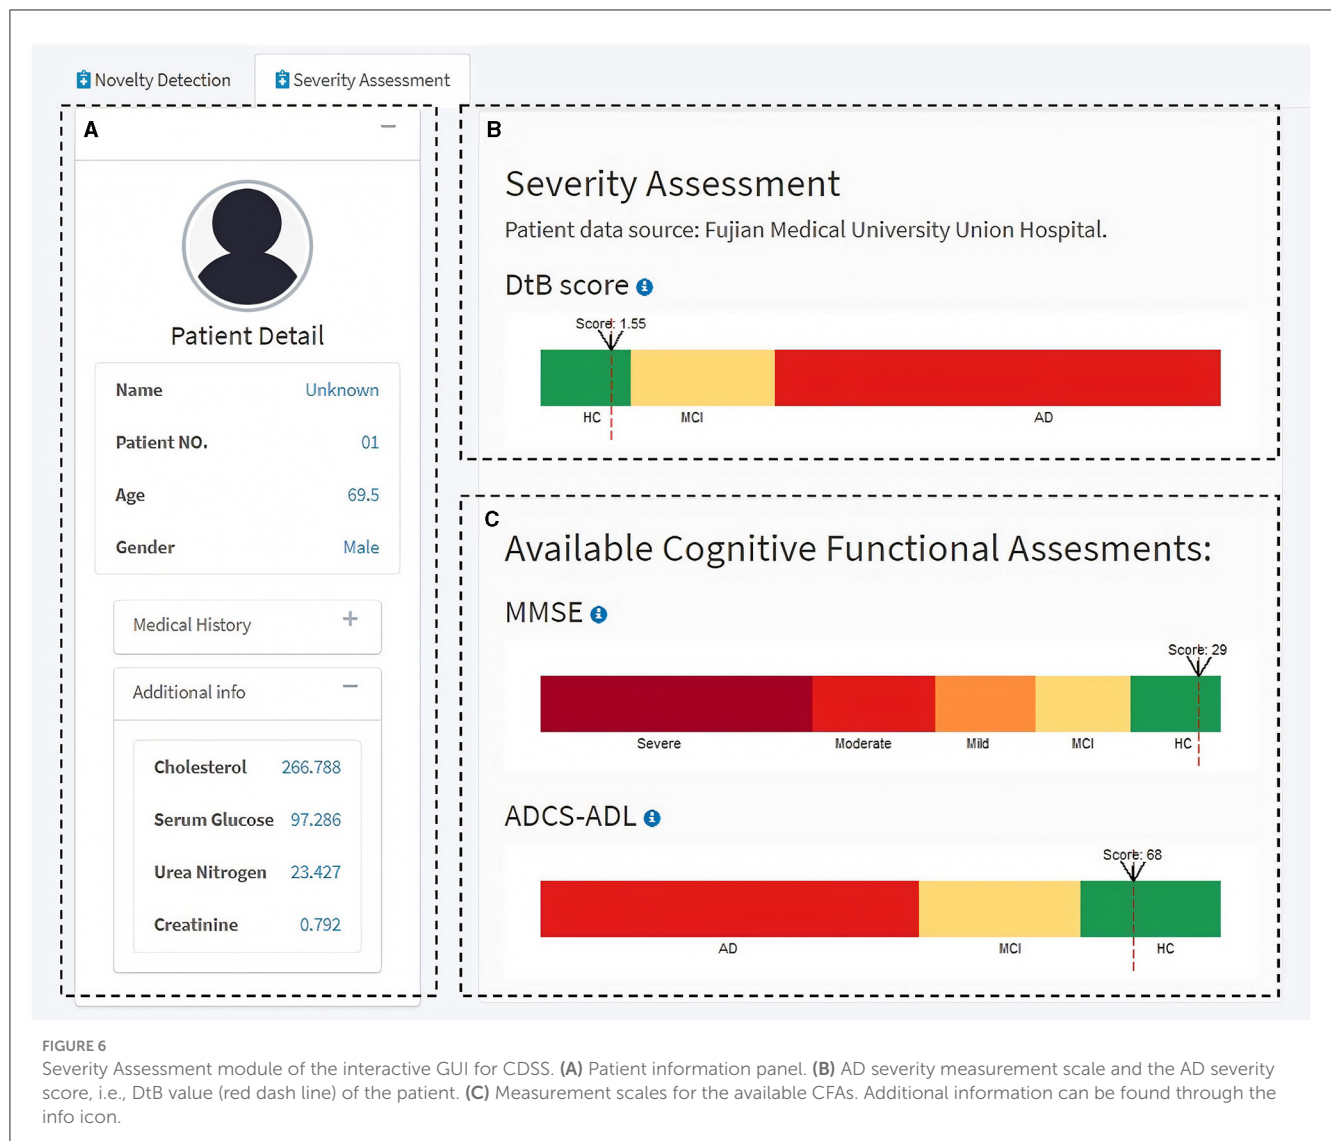 Novelty Detection
Severity Assessment
A
Patient Detail
Name Unknown
Patient NO. 01
Age 69.5
Gender Male
Medical History
Additional info
Cholesterol 266.788
Serum Glucose 97.286
Urea Nitrogen 23.427
Creatinine 0.792
B
Severity Assessment
Patient data source: Fujian Medical University Union Hospital.
DtB score
Score: 1.55
HC MCI AD
C
Available Cognitive Functional Assesments:
MMSE
Score: 29
Severe Moderate Mild MCI HC
ADCS-ADL
Score: 68
AD MCI HC
FIGURE 6
Severity Assessment module of the interactive GUI for CDSS. (A) Patient information panel. (B) AD severity measurement scale and the AD severity
score, i.e., DtB value (red dash line) of the patient. (C) Measurement scales for the available CFAs. Additional information can be found through the
info icon.